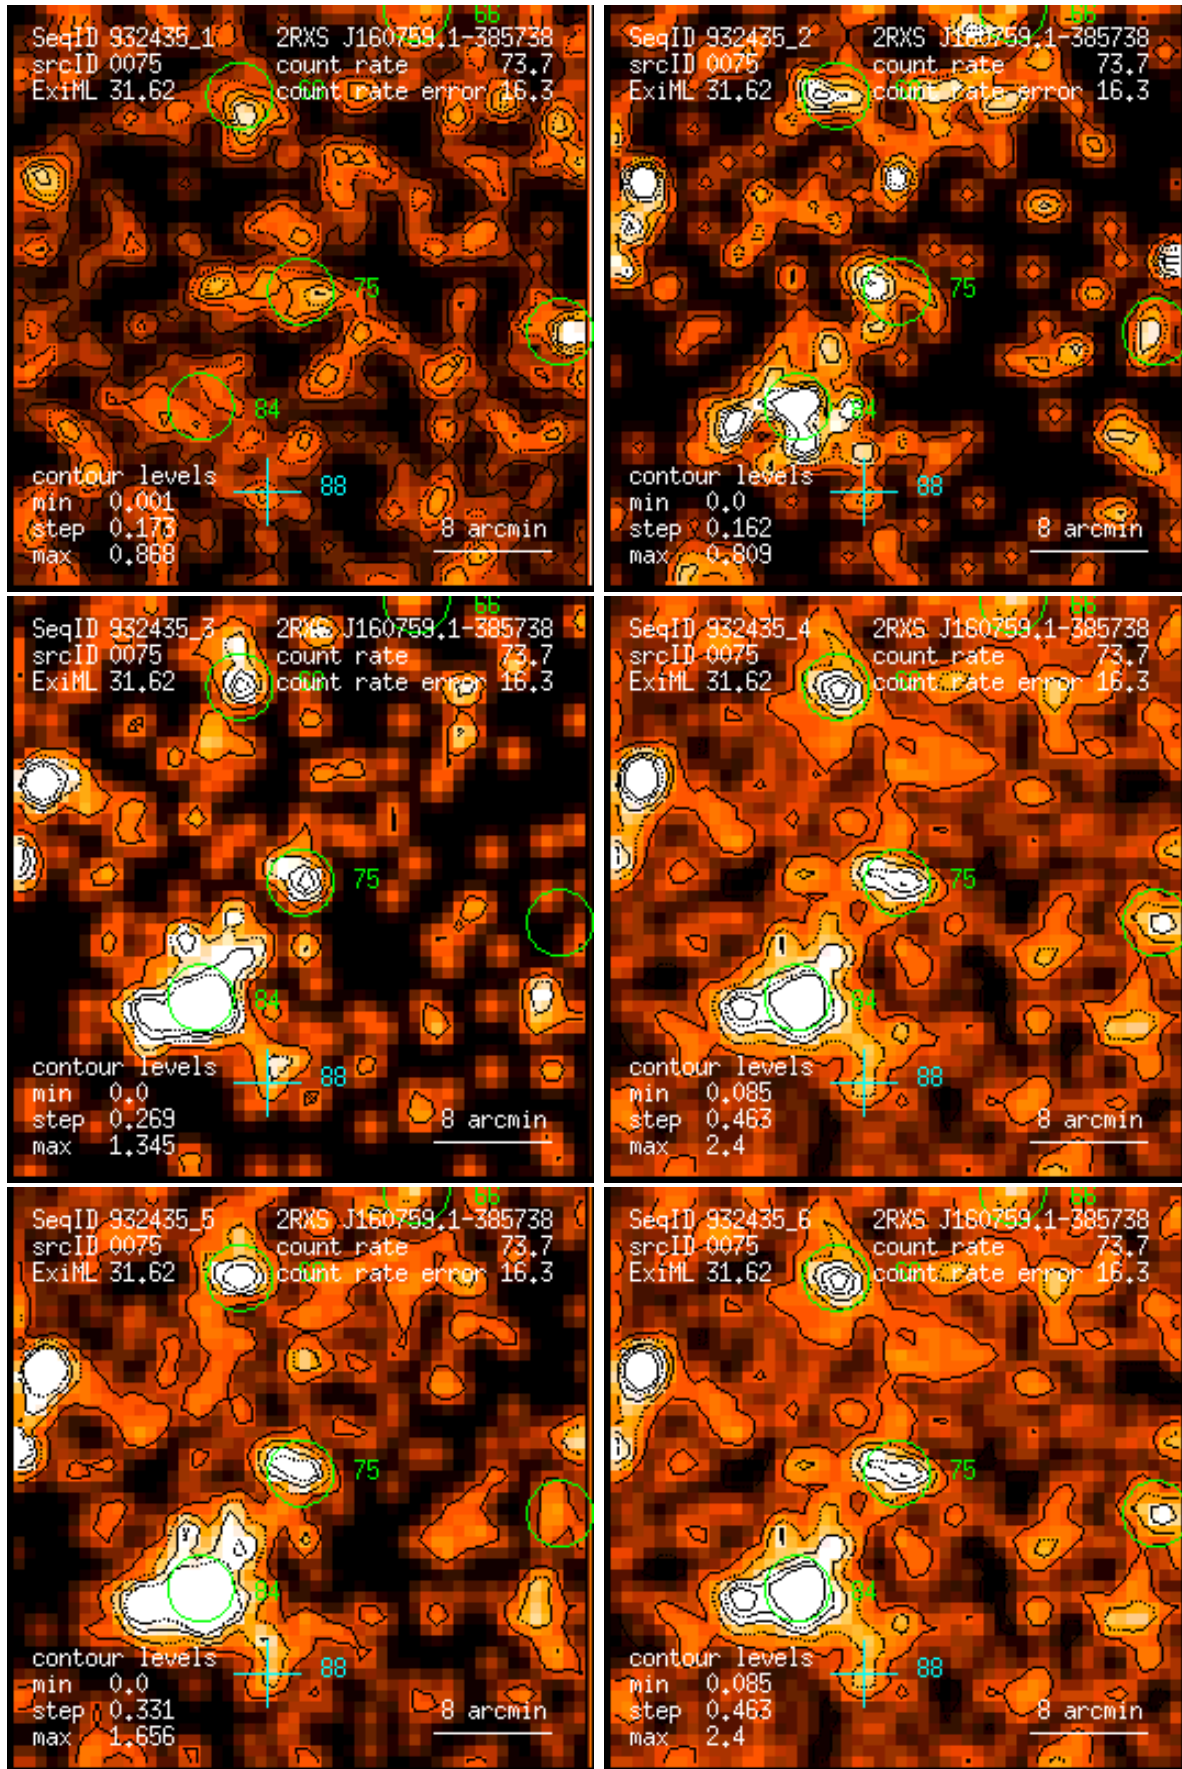 66
SeqID 932435_1 2RXS J160759.1-385738
srcID 0075 count rate 73.7
ExiML 31.62 count rate error 16.3
75
84
contour levels
88
min 0.001
step 0.173 8 arcmin
max 0.868
66
SeqID 932435_2 2RXS J160759.1-385738
srcID 0075 count rate 73.7
ExiML 31.62 count rate error 16.3
75
84
contour levels
88
min 0.0
step 0.162 8 arcmin
max 0.809
66
SeqID 932435_3 2RXS J160759.1-385738
srcID 0075 count rate 73.7
ExiML 31.62 count rate error 16.3
75
84
contour levels
88
min 0.0
step 0.269 8 arcmin
max 1.345
66
SeqID 932435_4 2RXS J160759.1-385738
srcID 0075 count rate 73.7
ExiML 31.62 count rate error 16.3
75
84
contour levels
88
min 0.085
step 0.463 8 arcmin
max 2.4
66
SeqID 932435_5 2RXS J160759.1-385738
srcID 0075 count rate 73.7
ExiML 31.62 count rate error 16.3
75
84
contour levels
88
min 0.0
step 0.331 8 arcmin
max 1.656
66
SeqID 932435_6 2RXS J160759.1-385738
srcID 0075 count rate 73.7
ExiML 31.62 count rate error 16.3
75
84
contour levels
88
min 0.085
step 0.463 8 arcmin
max 2.4